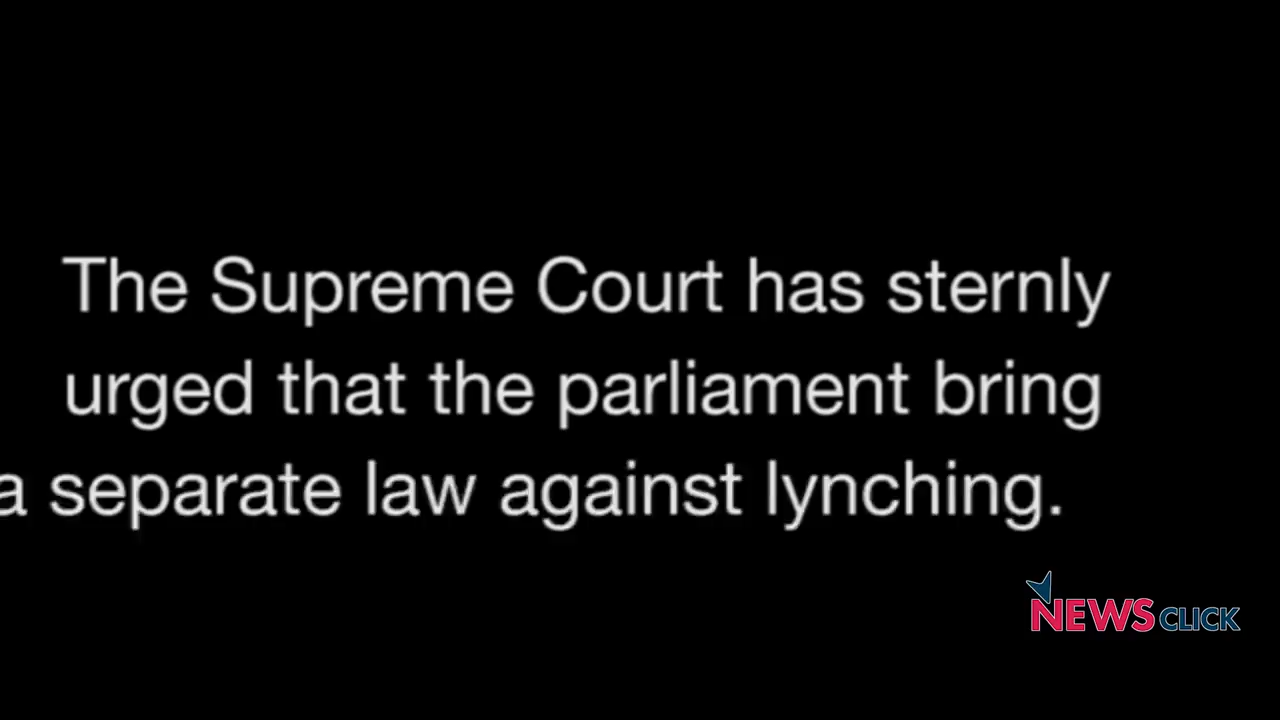 The Supreme Court has sternly
urged that the parliament bring
a separate law against lynching.
NEWSCLICK